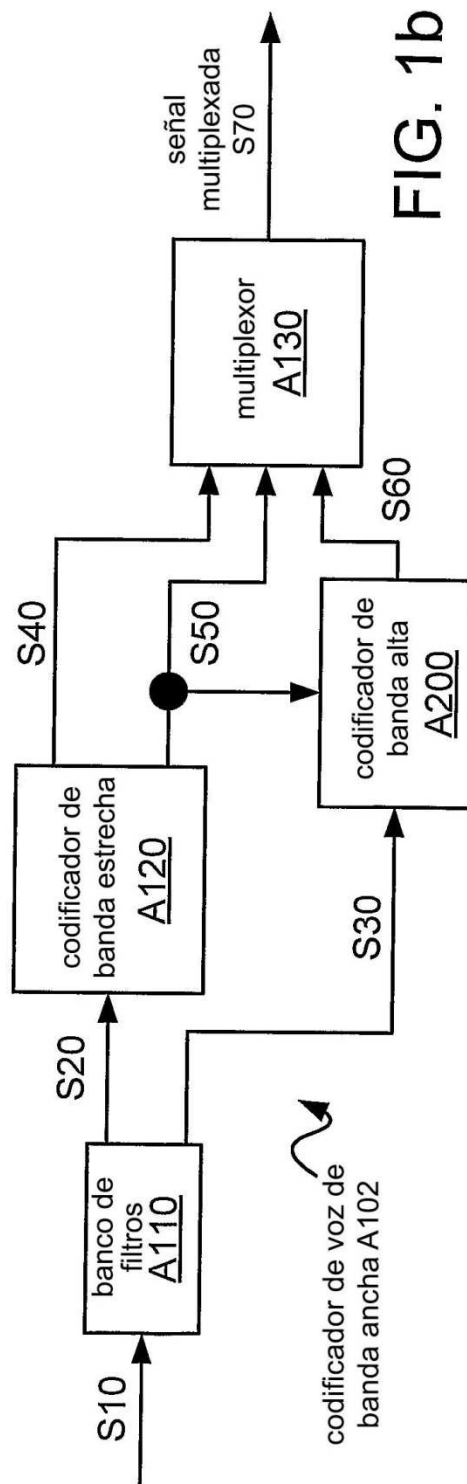 S10
banco de
filtros
A110
S20
S30
codificador de
banda estrecha
A120
S40
S50
codificador de
banda alta
A200
S60
multiplexor
A130
señal
multiplexada
S70
codificador de voz de
banda ancha A102
FIG. 1b